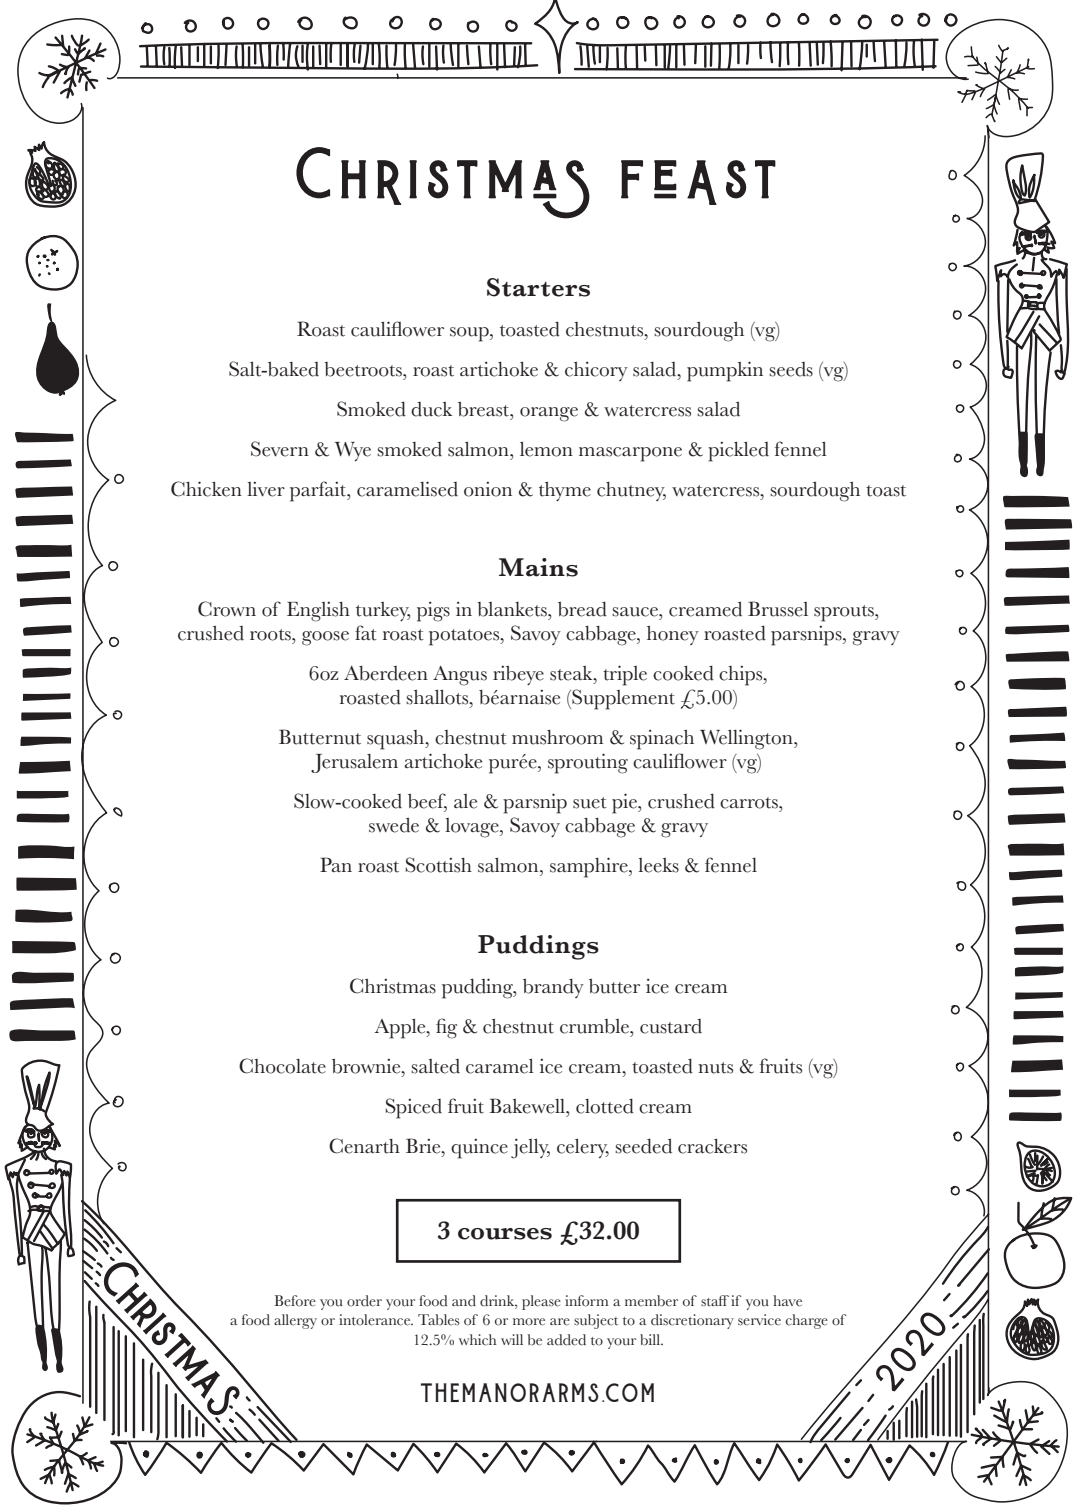 CHRISTMAS FEAST
Starters
Roast cauliflower soup, toasted chestnuts, sourdough (vg)
Salt-baked beetroots, roast artichoke & chicory salad, pumpkin seeds (vg)
Smoked duck breast, orange & watercress salad
Severn & Wye smoked salmon, lemon mascarpone & pickled fennel
Chicken liver parfait, caramelised onion & thyme chutney, watercress, sourdough toast
Mains
Crown of English turkey, pigs in blankets, bread sauce, creamed Brussel sprouts,
crushed roots, goose fat roast potatoes, Savoy cabbage, honey roasted parsnips, gravy
6oz Aberdeen Angus ribeye steak, triple cooked chips,
roasted shallots, béarnaise (Supplement £5.00)
Butternut squash, chestnut mushroom & spinach Wellington,
Jerusalem artichoke purée, sprouting cauliflower (vg)
Slow-cooked beef, ale & parsnip suet pie, crushed carrots,
swede & lovage, Savoy cabbage & gravy
Pan roast Scottish salmon, samphire, leeks & fennel
Puddings
Christmas pudding, brandy butter ice cream
Apple, fig & chestnut crumble, custard
Chocolate brownie, salted caramel ice cream, toasted nuts & fruits (vg)
Spiced fruit Bakewell, clotted cream
Cenarth Brie, quince jelly, celery, seeded crackers
3 courses £32.00
Before you order your food and drink, please inform a member of staff if you have
a food allergy or intolerance. Tables of 6 or more are subject to a discretionary service charge of
12.5% which will be added to your bill.
THEMANORARMS.COM
CHRISTMAS
2020